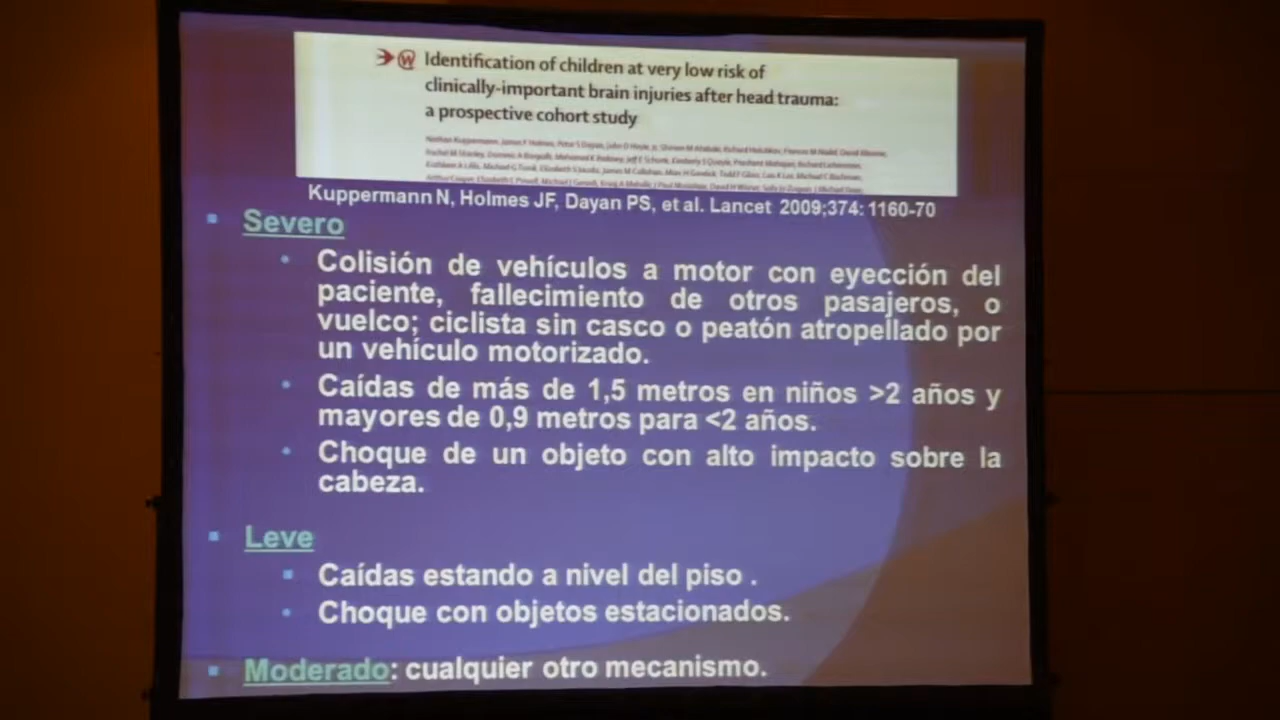 Identification of children at very low risk of
clinically-important brain injuries after head trauma:
a prospective cohort study
Kuppermann N, Holmes JF, Dayan PS, et al. Lancet 2009;374: 1160-70
Severo
Colisión de vehículos a motor con eyección del
paciente, fallecimiento de otros pasajeros, o
vuelco; ciclista sin casco o peatón atropellado por
un vehículo motorizado.
Caídas de más de 1,5 metros en niños >2 años y
mayores de 0,9 metros para <2 años.
Choque de un objeto con alto impacto sobre la
cabeza.
Leve
Caídas estando a nivel del piso .
Choque con objetos estacionados.
Moderado: cualquier otro mecanismo.